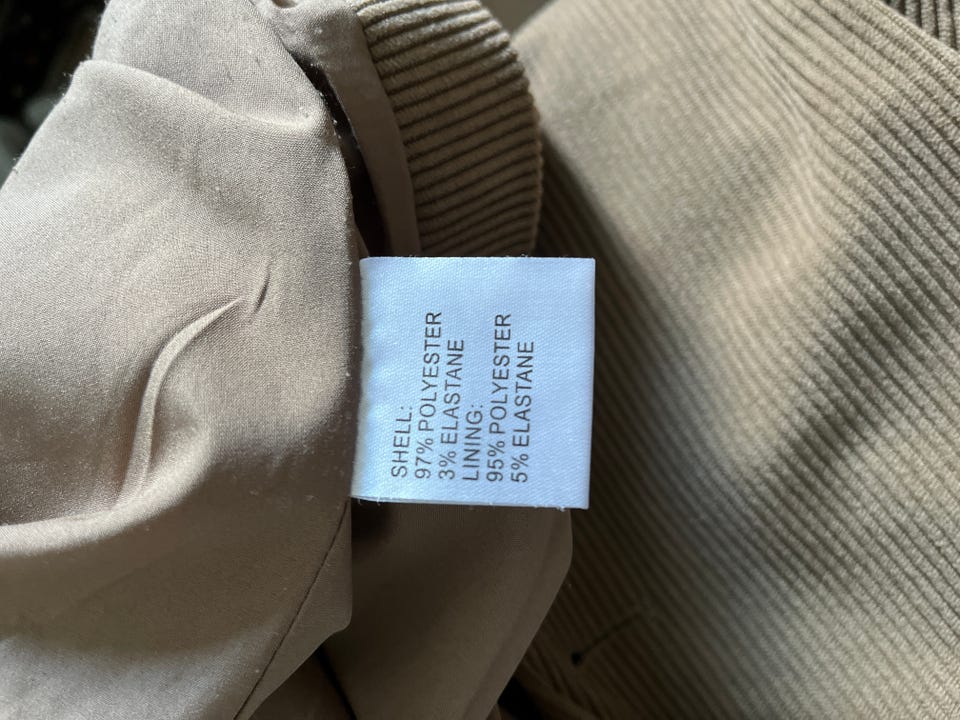 SHELL:
97% POLYESTER
3% ELASTANE
LINING:
95% POLYESTER
5% ELASTANE